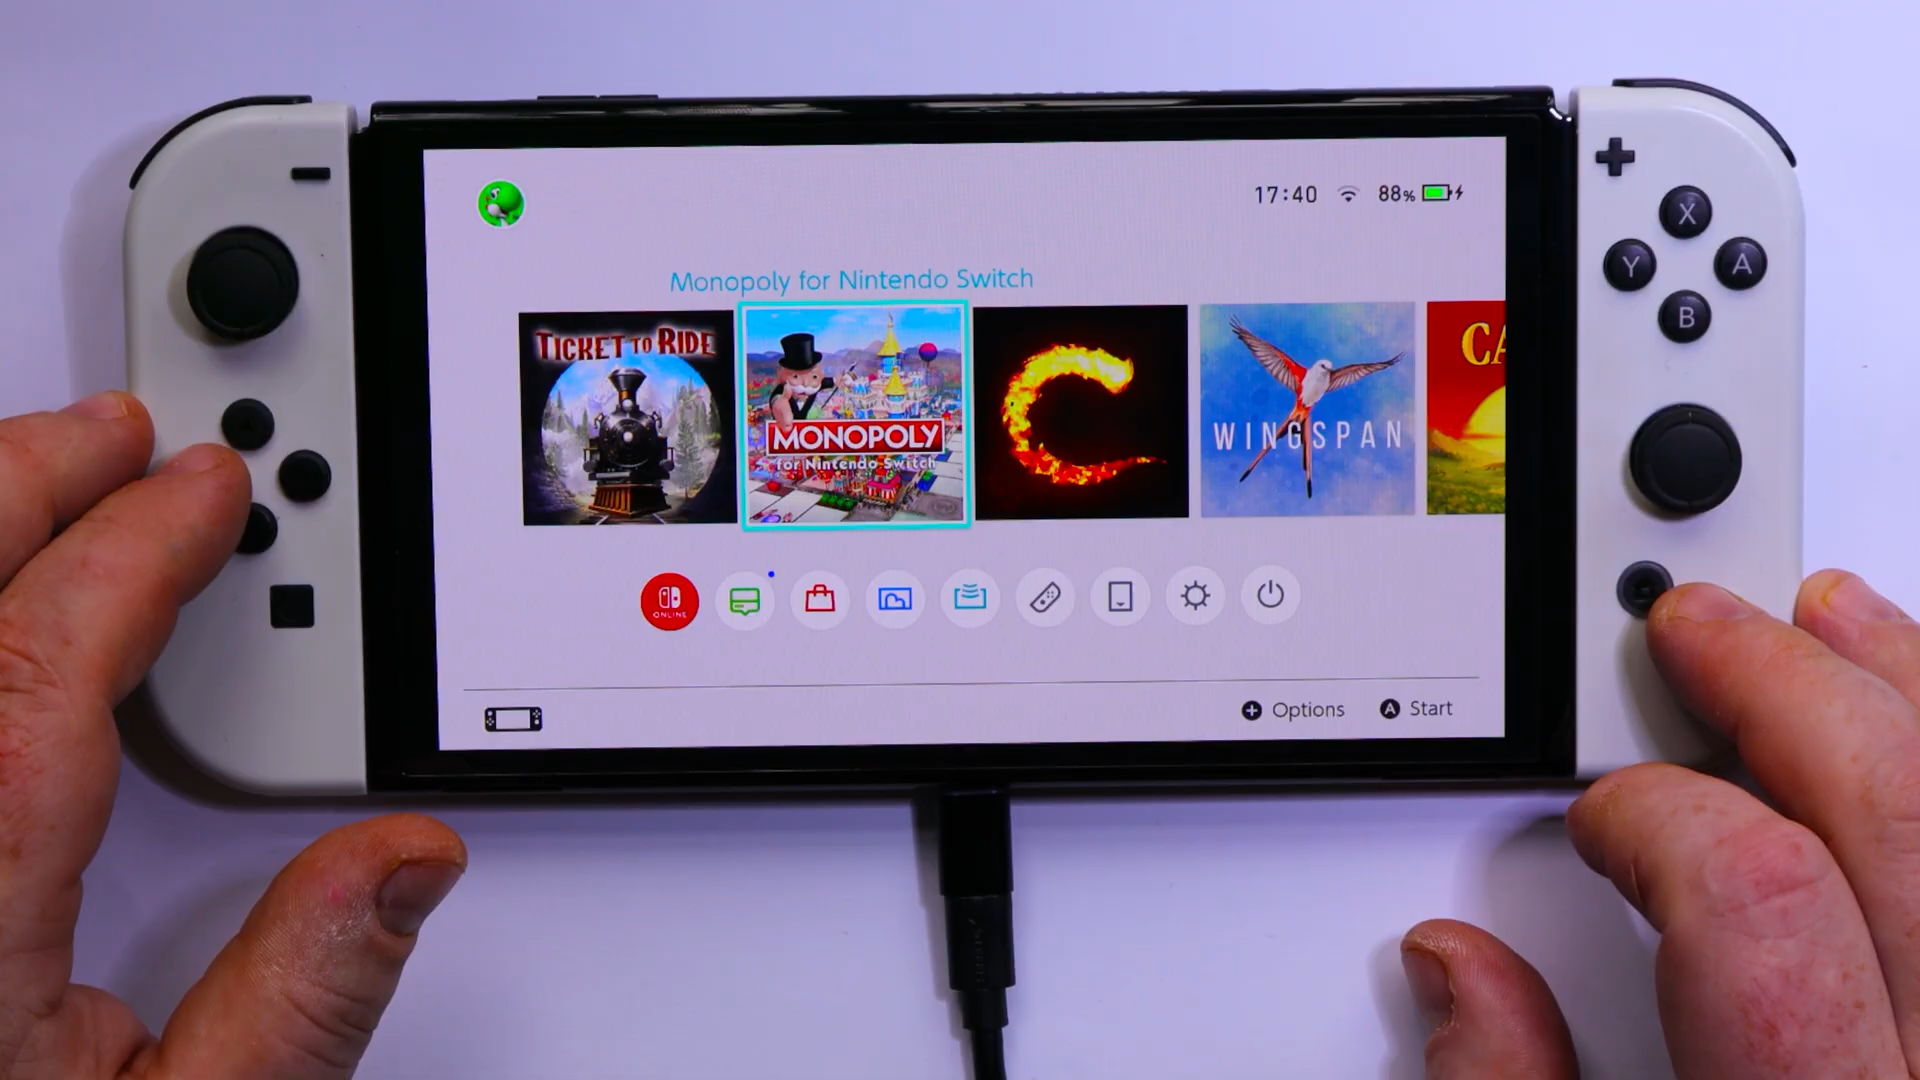 17:40 88%
Monopoly for Nintendo Switch
TICKET TO RIDE
MONOPOLY
for Nintendo Switch
WINGSPAN
CA
ONLINE
Options
Start
X
Y
A
B